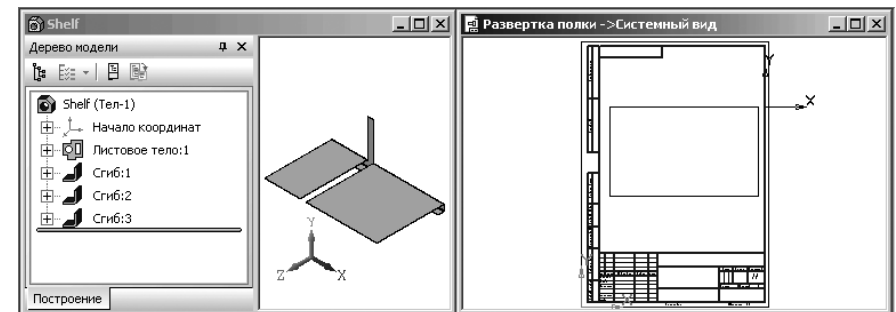 Shelf
Дерево модели
Shelf (Тел-1)
Начало координат
Листовое тело:1
Сгиб:1
Сгиб:2
Сгиб:3
Построение
Y
Z
X
Развертка полки ->Системный вид
Y
X